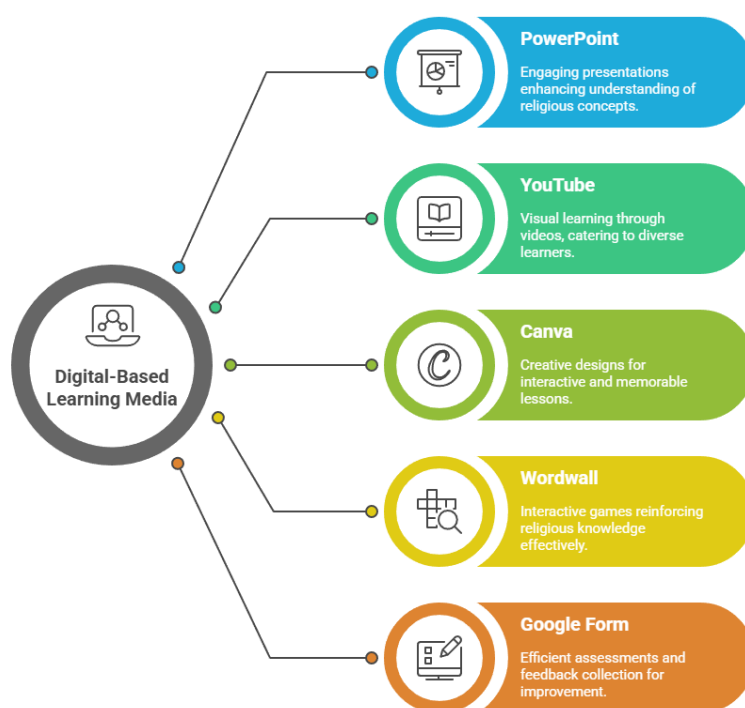 Digital-Based
Learning Media
PowerPoint
Engaging presentations
enhancing understanding of
religious concepts.
YouTube
Visual learning through
videos, catering to diverse
learners.
Canva
Creative designs for
interactive and memorable
lessons.
Wordwall
Interactive games reinforcing
religious knowledge
effectively.
Google Form
Efficient assessments and
feedback collection for
improvement.